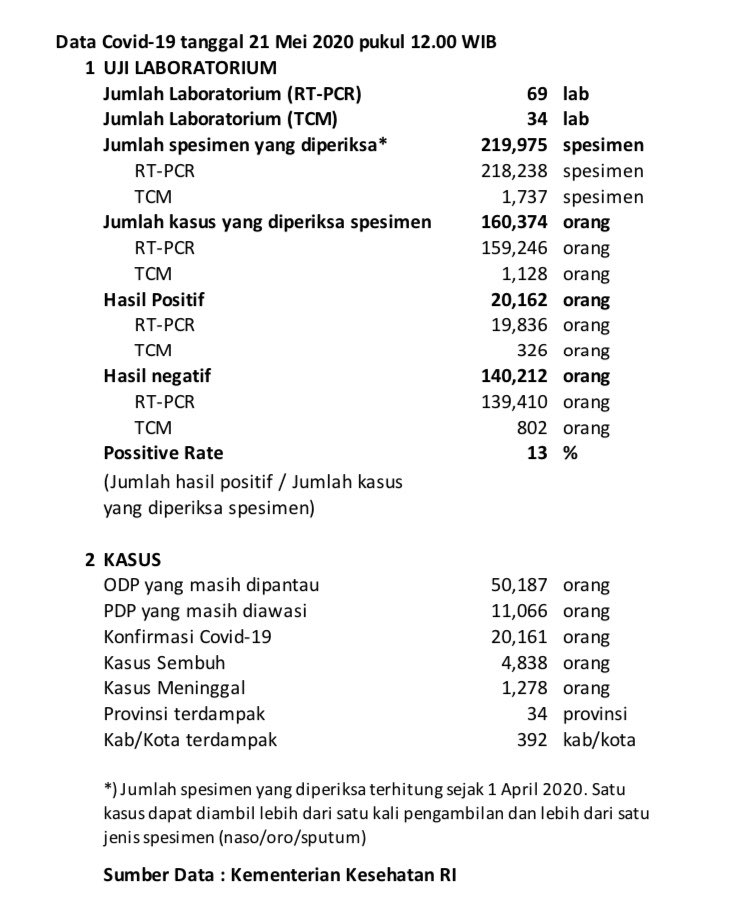 Data Covid-19 tanggal 21 Mei 2020 pukul 12.00 WIB
1 UJI LABORATORIUM
Jumlah Laboratorium (RT-PCR) 69 lab
Jumlah Laboratorium (TCM) 34 lab
Jumlah spesimen yang diperiksa* 219,975 spesimen
RT-PCR 218,238 spesimen
TCM 1,737 spesimen
Jumlah kasus yang diperiksa spesimen 160,374 orang
RT-PCR 159,246 orang
TCM 1,128 orang
Hasil Positif 20,162 orang
RT-PCR 19,836 orang
TCM 326 orang
Hasil negatif 140,212 orang
RT-PCR 139,410 orang
TCM 802 orang
Possitive Rate 13 %
(Jumlah hasil positif / Jumlah kasus
yang diperiksa spesimen)
2 KASUS
ODP yang masih dipantau 50,187 orang
PDP yang masih diawasi 11,066 orang
Konfirmasi Covid-19 20,161 orang
Kasus Sembuh 4,838 orang
Kasus Meninggal 1,278 orang
Provinsi terdampak 34 provinsi
Kab/Kota terdampak 392 kab/kota
*) Jumlah spesimen yang diperiksa terhitung sejak 1 April 2020. Satu
kasus dapat diambil lebih dari satu kali pengambilan dan lebih dari satu
jenis spesimen (naso/oro/sputum)
Sumber Data : Kementerian Kesehatan RI